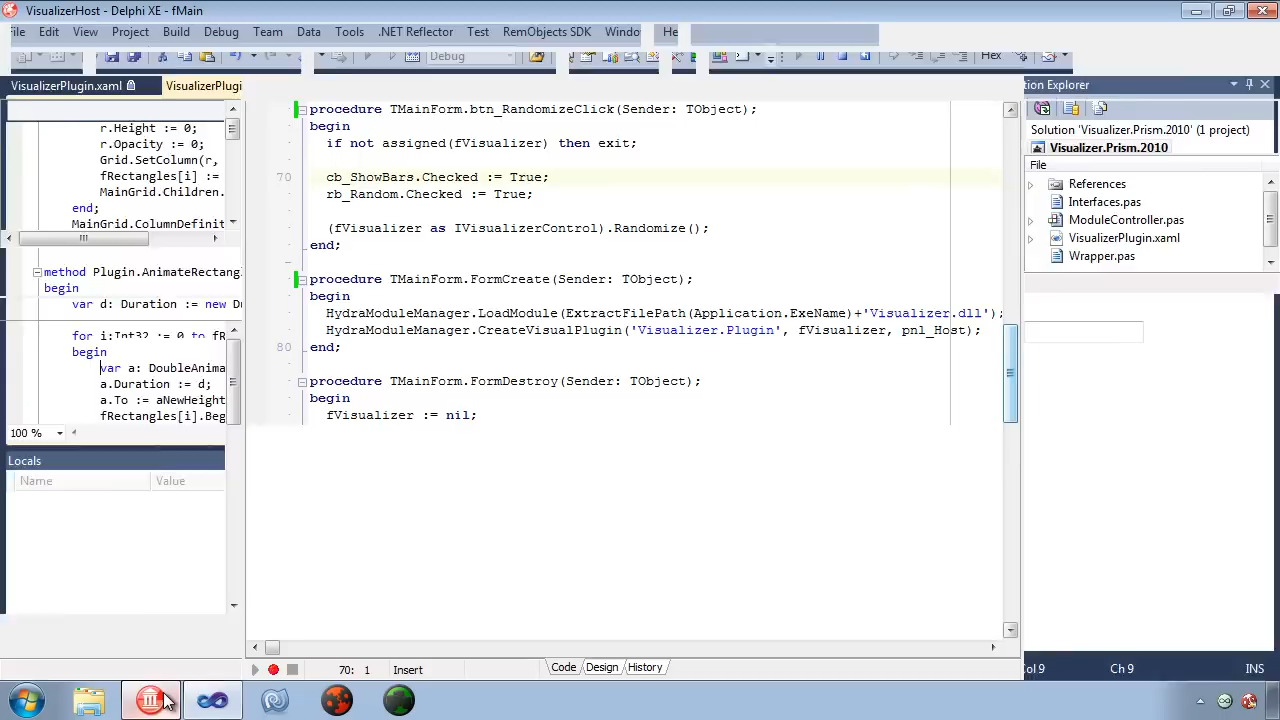 VisualizerHost - Delphi XE - fMain
File Edit View Project Build Debug Team Data Tools .NET Reflector Test RemObjects SDK Window He
Debug Hex
VisualizerPlugin.xaml VisualizerPlugi
r.Height := 0;
r.Opacity := 0;
Grid.SetColumn(r,
fRectangles[i] :=
MainGrid.Children.
end;
MainGrid.ColumnDefinit
method Plugin.AnimateRectang
begin
var d: Duration := new D
for i:Int32 := 0 to fR
begin
var a: DoubleAnima
a.Duration := d;
a.To := aNewHeight
fRectangles[i].Beg
100 %
Locals
Name Value
procedure TMainForm.btn_RandomizeClick(Sender: TObject);
begin
if not assigned(fVisualizer) then exit;
70 cb_ShowBars.Checked := True;
rb_Random.Checked := True;
(fVisualizer as IVisualizerControl).Randomize();
end;
procedure TMainForm.FormCreate(Sender: TObject);
begin
HydraModuleManager.LoadModule(ExtractFilePath(Application.ExeName)+'Visualizer.dll');
HydraModuleManager.CreateVisualPlugin('Visualizer.Plugin', fVisualizer, pnl_Host);
80 end;
procedure TMainForm.FormDestroy(Sender: TObject);
begin
fVisualizer := nil;
70: 1 Insert Code Design History
tion Explorer
Solution 'Visualizer.Prism.2010' (1 project)
Visualizer.Prism.2010
File
References
Interfaces.pas
ModuleController.pas
VisualizerPlugin.xaml
Wrapper.pas
Col 9 Ch 9 INS